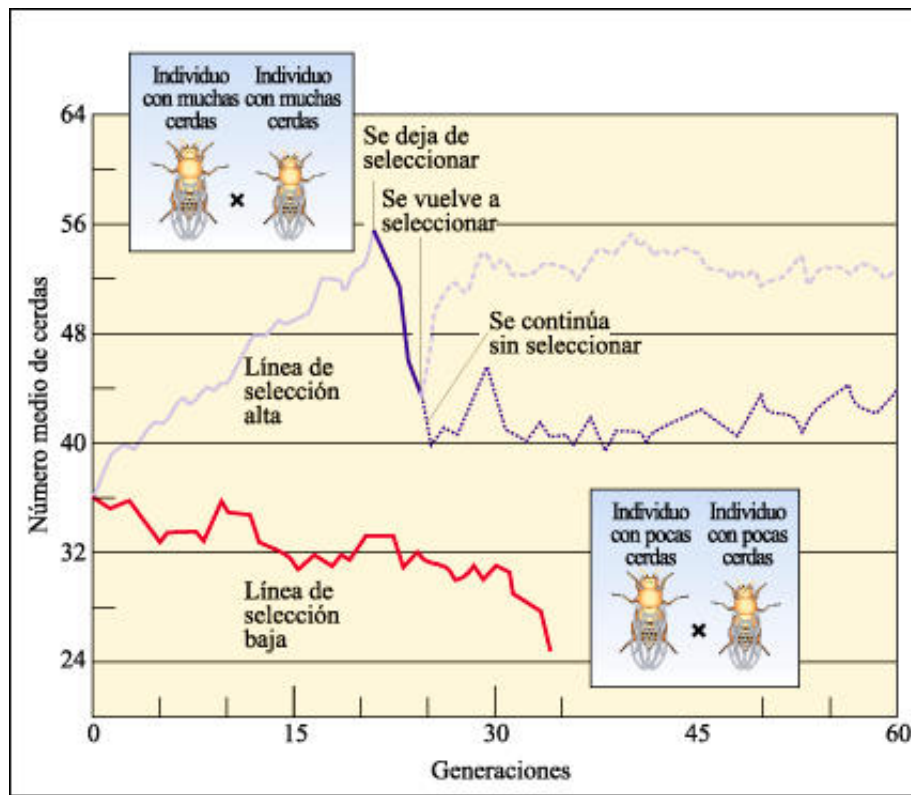 Individuo
con muchas
cerdas
Individuo
con muchas
cerdas
×
Se deja de
seleccionar
Se vuelve a
seleccionar
Se continúa
sin seleccionar
Línea de
selección
alta
Línea de
selección
baja
Individuo
con pocas
cerdas
Individuo
con pocas
cerdas
×
Número medio de cerdas
64
56
48
40
32
24
0
15
30
45
60
Generaciones